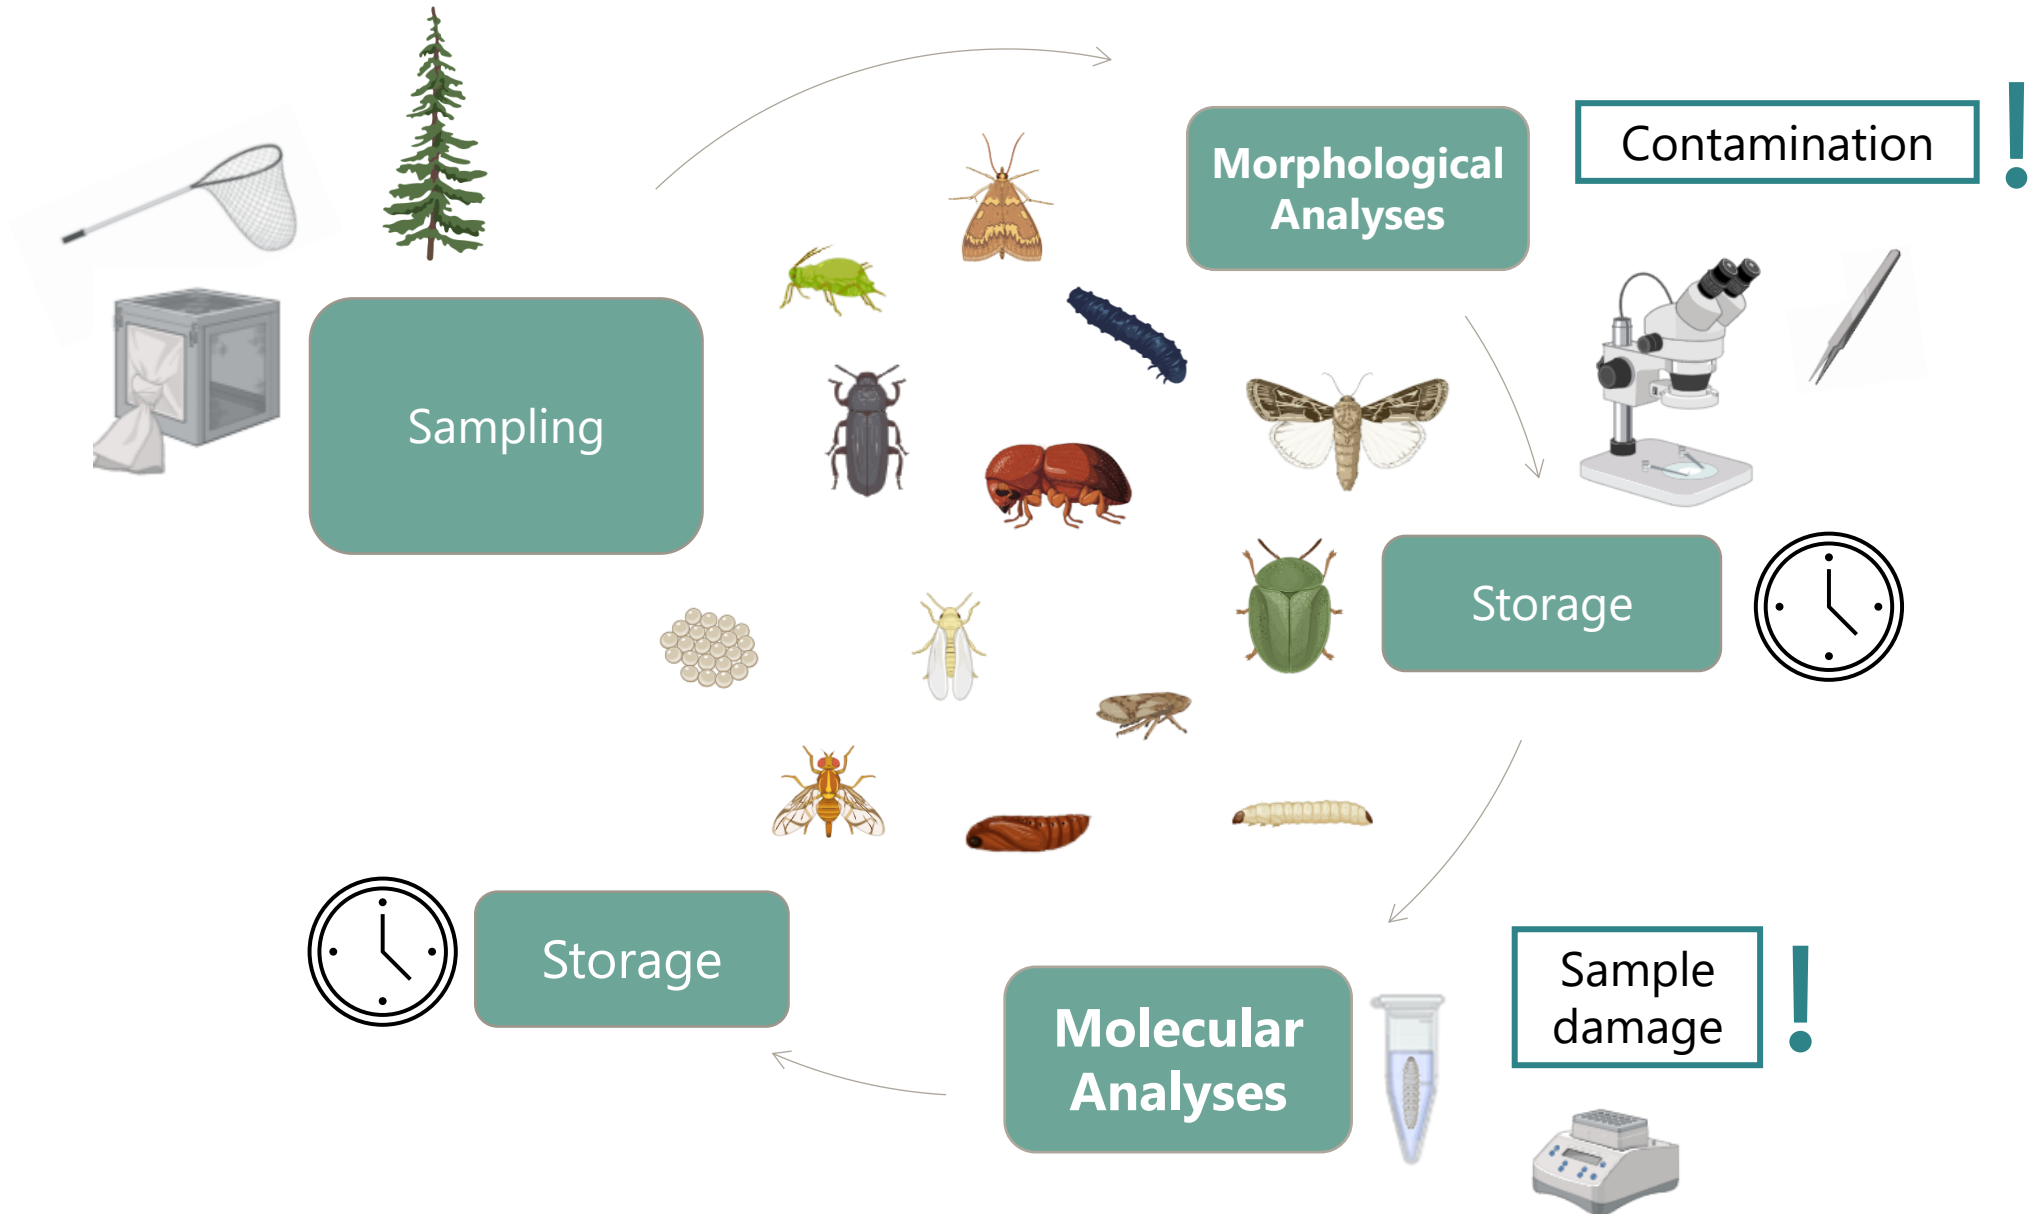 Morphological
Analyses
Contamination
!
Sampling
Storage
Storage
Molecular
Analyses
Sample
damage
!